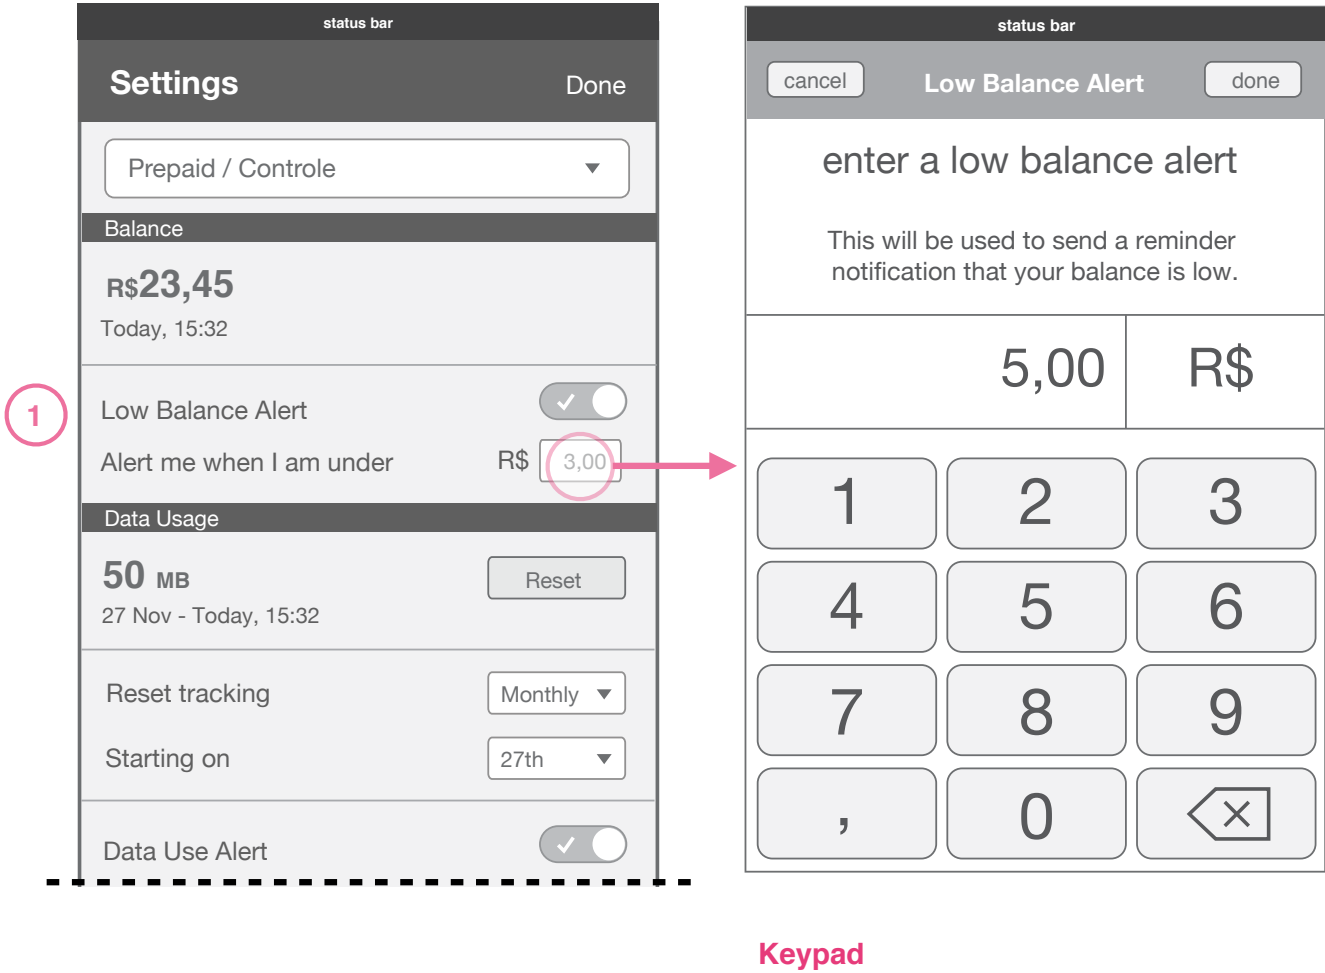 status bar
Settings
Done
Prepaid / Controle
Balance
R$23,45
Today, 15:32
1
Low Balance Alert
Alert me when I am under R$ 3,00
Data Usage
50 MB
Reset
27 Nov - Today, 15:32
Reset tracking Monthly
Starting on 27th
Data Use Alert
status bar
cancel Low Balance Alert done
enter a low balance alert
This will be used to send a reminder
notification that your balance is low.
5,00 R$
1 2 3
4 5 6
7 8 9
, 0
Keypad